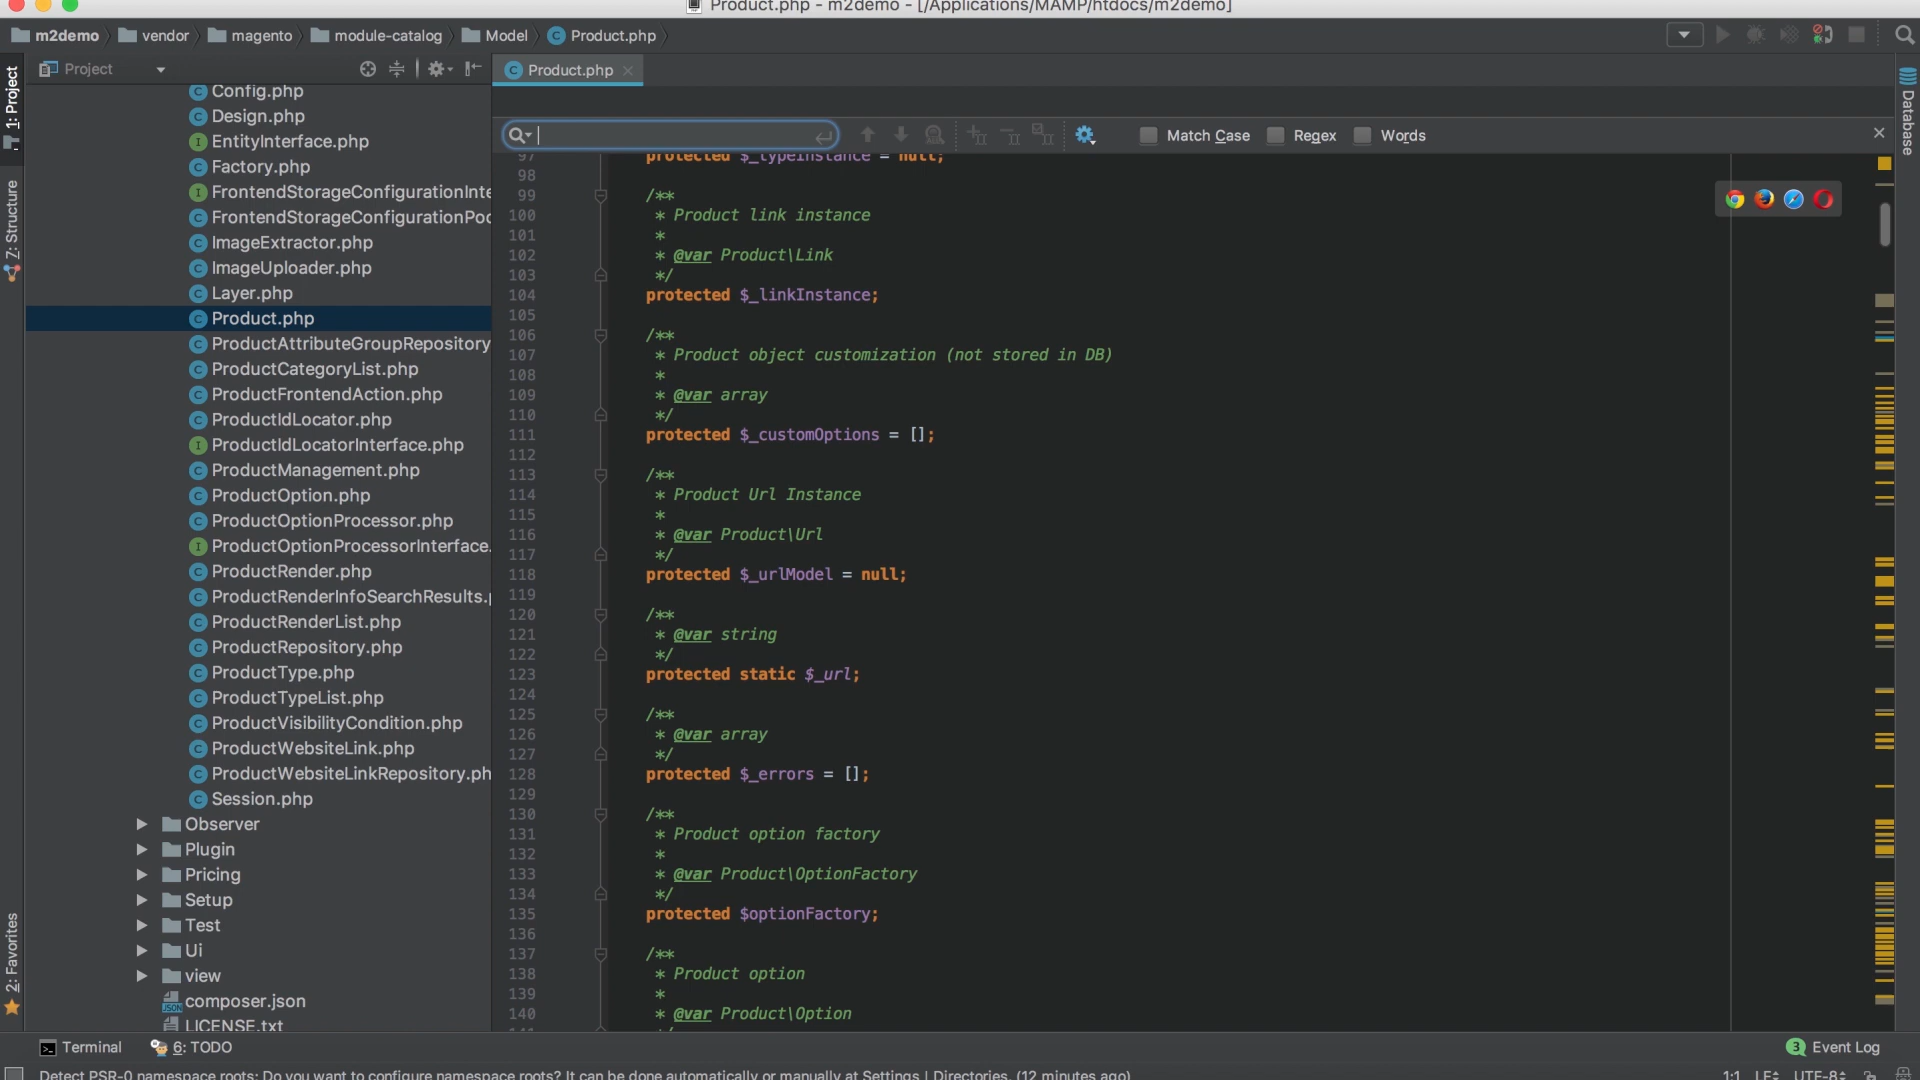 Product.php - m2demo - [/Applications/MAMP/htdocs/m2demo]
m2demo vendor magento module-catalog Model Product.php
Project
Product.php
1: Project
Z: Structure
2: Favorites
Database
Match Case Regex Words
Config.php
Design.php
EntityInterface.php
Factory.php
FrontendStorageConfigurationInte
FrontendStorageConfigurationPoo
ImageExtractor.php
ImageUploader.php
Layer.php
Product.php
ProductAttributeGroupRepository
ProductCategoryList.php
ProductFrontendAction.php
ProductIdLocator.php
ProductIdLocatorInterface.php
ProductManagement.php
ProductOption.php
ProductOptionProcessor.php
ProductOptionProcessorInterface.
ProductRender.php
ProductRenderInfoSearchResults.p
ProductRenderList.php
ProductRepository.php
ProductType.php
ProductTypeList.php
ProductVisibilityCondition.php
ProductWebsiteLink.php
ProductWebsiteLinkRepository.ph
Session.php
Observer
Plugin
Pricing
Setup
Test
Ui
view
composer.json
LICENSE.txt
97 protected $_typeInstance = null;
98
99 /**
100 * Product link instance
101 *
102 * @var Product\Link
103 */
104 protected $_linkInstance;
105
106 /**
107 * Product object customization (not stored in DB)
108 *
109 * @var array
110 */
111 protected $_customOptions = [];
112
113 /**
114 * Product Url Instance
115 *
116 * @var Product\Url
117 */
118 protected $_urlModel = null;
119
120 /**
121 * @var string
122 */
123 protected static $_url;
124
125 /**
126 * @var array
127 */
128 protected $_errors = [];
129
130 /**
131 * Product option factory
132 *
133 * @var Product\OptionFactory
134 */
135 protected $optionFactory;
136
137 /**
138 * Product option
139 *
140 * @var Product\Option
141 */
Terminal 6: TODO 3 Event Log
Detect PSR-0 namespace roots: Do you want to configure namespace roots? It can be done automatically or manually at Settings | Directories. (12 minutes ago) 1:1 LF UTF-8